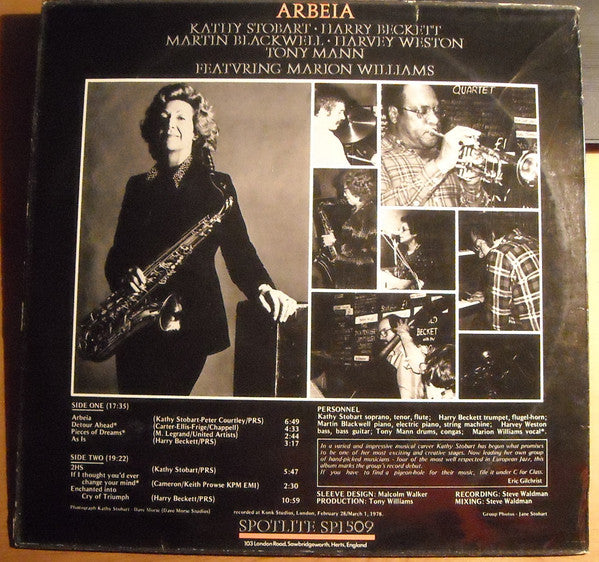 ARBEIA
KATHY STOBART · HARRY BECKETT
MARTIN BLACKWELL · HARVEY WESTON
TONY MANN
FEATVRING MARION WILLIAMS
QUARTET
£1
BECKET
SIDE ONE (17:35)
Arbeia (Kathy Stobart-Peter Courtley/PRS) 6:49
Detour Ahead* (Carter-Ellis-Frige/Chappell) 4:33
Pieces of Dreams* (M. Legrand/United Artists) 2:44
As Is (Harry Beckett/PRS) 3:17
SIDE TWO (19:22)
2HS (Kathy Stobart/PRS) 5:47
If I thought you'd ever
change your mind* (Cameron/Keith Prowse KPM EMI) 2:30
Enchanted into
Cry of Triumph (Harry Beckett/PRS) 10:59
Photograph Kathy Stobart - Dave Morse (Dave Morse Studios)
PERSONNEL
Kathy Stobart soprano, tenor, flute; Harry Beckett trumpet, flugel-horn;
Martin Blackwell piano, electric piano, string machine; Harvey Weston
bass, bass guitar; Tony Mann drums, congas; Marion Williams vocal*.
In a varied and impressive musical career Kathy Stobart has begun what promises
to be one of her most exciting and creative stages. Now leading her own group
of hand-picked musicians - four of the most well respected in European Jazz, this
album marks the group's record debut.
If you have to find a pigeon-hole for their music, file it under C for Class.
Eric Gilchrist
SLEEVE DESIGN: Malcolm Walker RECORDING: Steve Waldman
PRODUCTION: Tony Williams MIXING: Steve Waldman
recorded at Konk Studios, London, February 28/March 1, 1978.
Group Photos - Jane Stobart
SPOTLITE SPJ 509
103 London Road, Sawbridgeworth, Herts, England